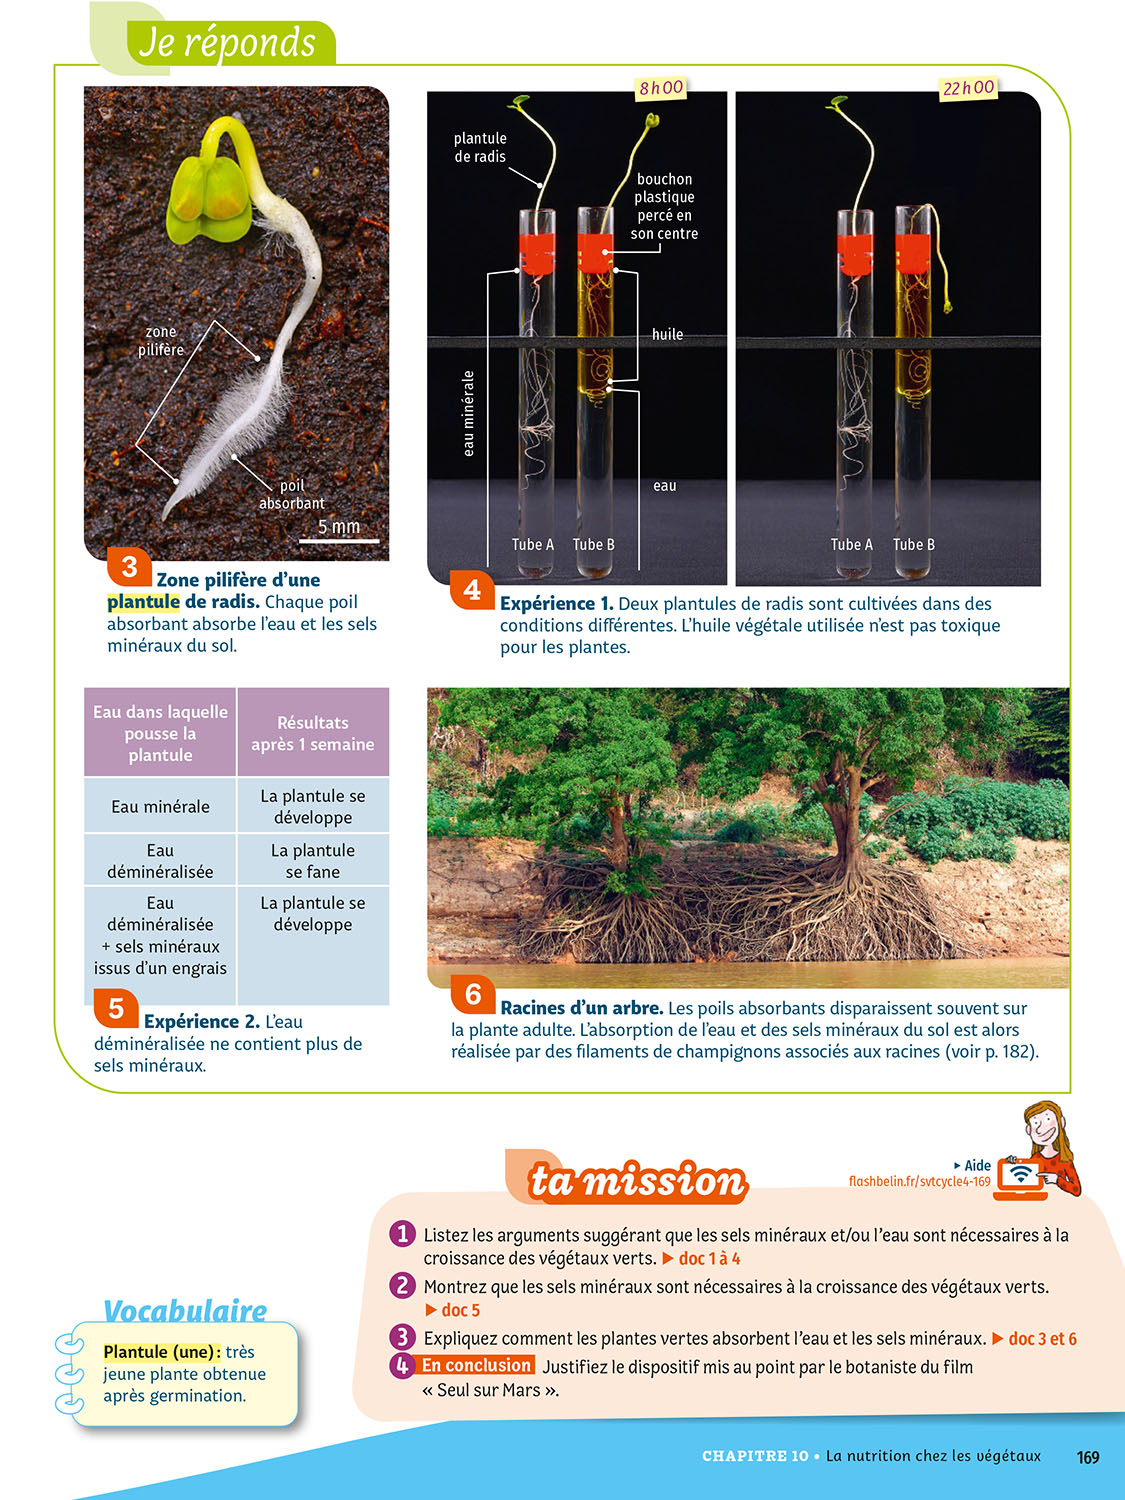 Je réponds
zone
pilifère
poil
absorbant
5 mm
3 Zone pilifère d'une
plantule de radis. Chaque poil
absorbant absorbe l'eau et les sels
minéraux du sol.
8 h 00
22 h 00
plantule
de radis
bouchon
plastique
percé en
son centre
huile
eau minérale
eau
Tube A Tube B
Tube A Tube B
4 Expérience 1. Deux plantules de radis sont cultivées dans des
conditions différentes. L'huile végétale utilisée n'est pas toxique
pour les plantes.
Eau dans laquelle
pousse la
plantule
Résultats
après 1 semaine
Eau minérale
La plantule se
développe
Eau
déminéralisée
La plantule
se fane
Eau
déminéralisée
+ sels minéraux
issus d'un engrais
La plantule se
développe
5 Expérience 2. L'eau
déminéralisée ne contient plus de
sels minéraux.
6 Racines d'un arbre. Les poils absorbants disparaissent souvent sur
la plante adulte. L'absorption de l'eau et des sels minéraux du sol est alors
réalisée par des filaments de champignons associés aux racines (voir p. 182).
ta mission
▸ Aide
flashbelin.fr/svtcycle4-169
1 Listez les arguments suggérant que les sels minéraux et/ou l'eau sont nécessaires à la
croissance des végétaux verts. ▶ doc 1 à 4
2 Montrez que les sels minéraux sont nécessaires à la croissance des végétaux verts.
▶ doc 5
3 Expliquez comment les plantes vertes absorbent l'eau et les sels minéraux. ▶ doc 3 et 6
4 En conclusion Justifiez le dispositif mis au point par le botaniste du film
« Seul sur Mars ».
Vocabulaire
Plantule (une) : très
jeune plante obtenue
après germination.
CHAPITRE 10 • La nutrition chez les végétaux 169